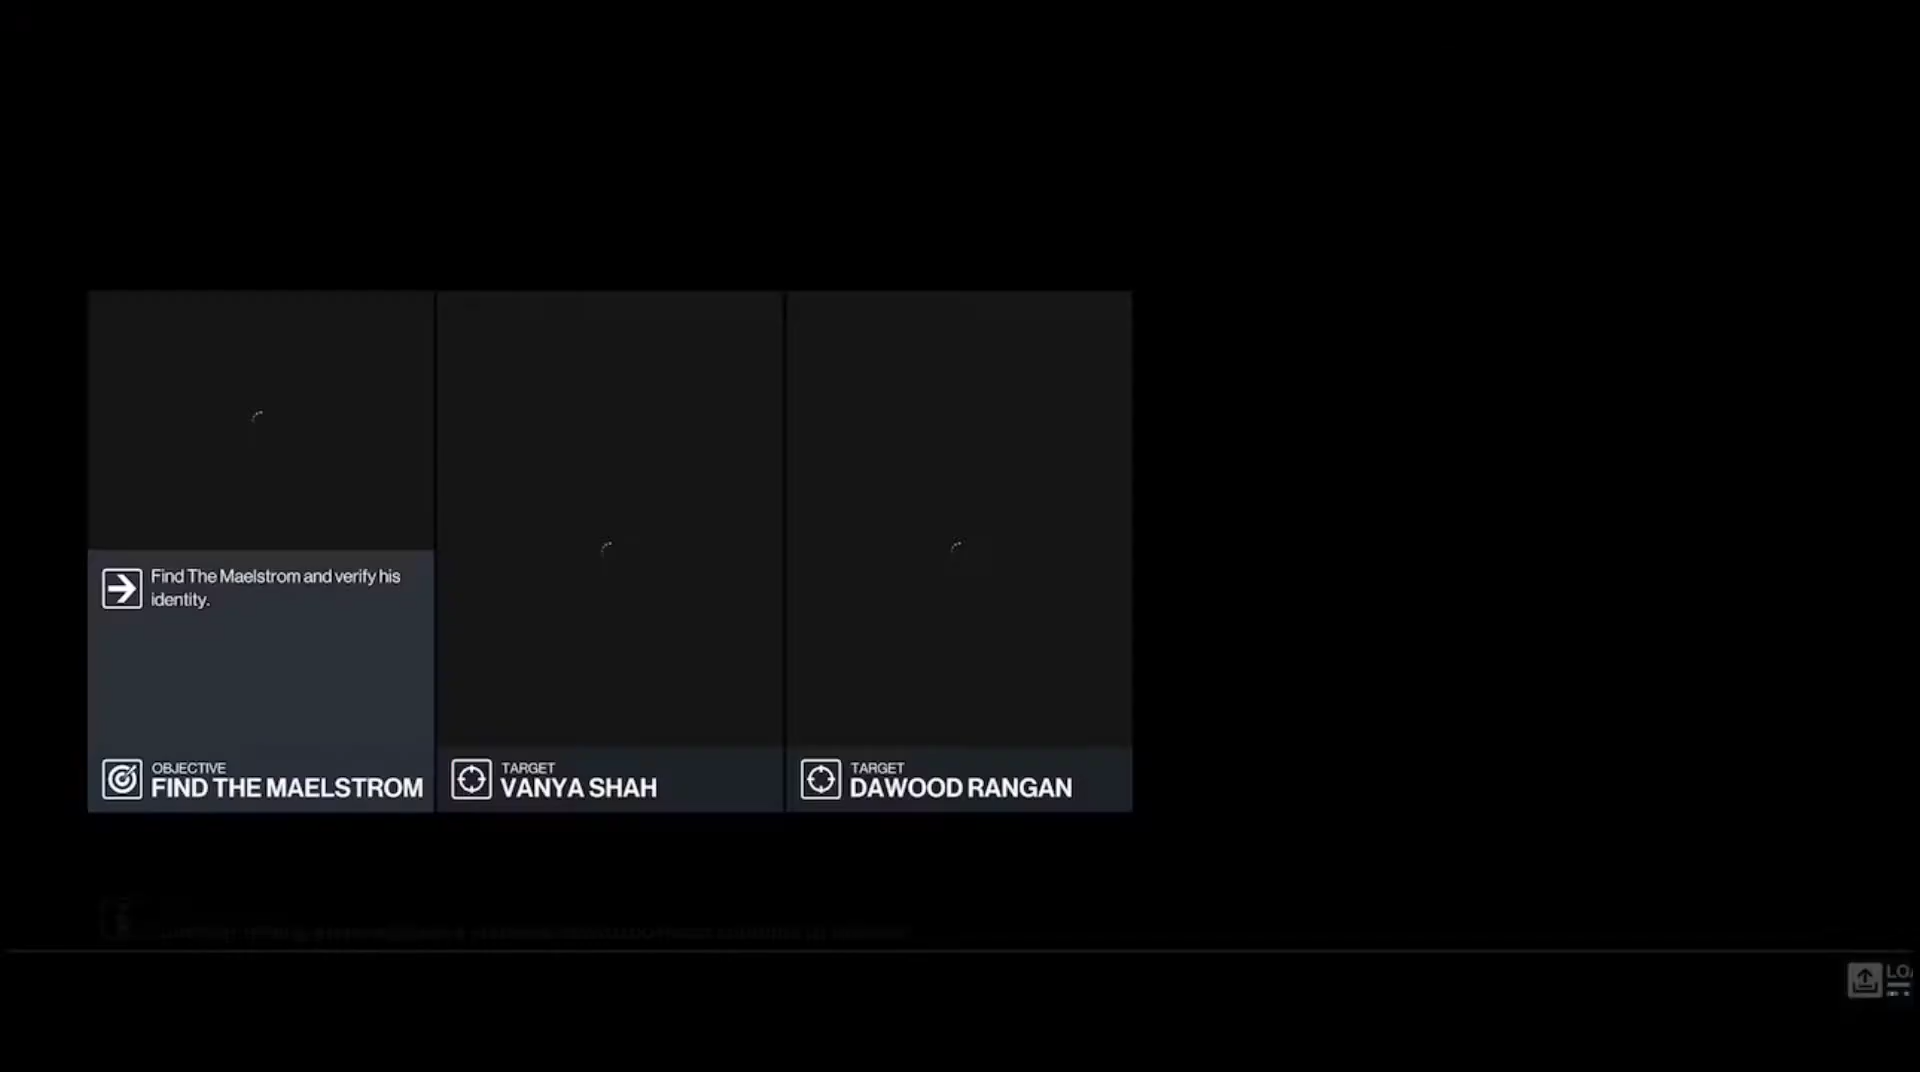 Find The Maelstrom and verify his
identity.
OBJECTIVE
FIND THE MAELSTROM
TARGET
VANYA SHAH
TARGET
DAWOOD RANGAN